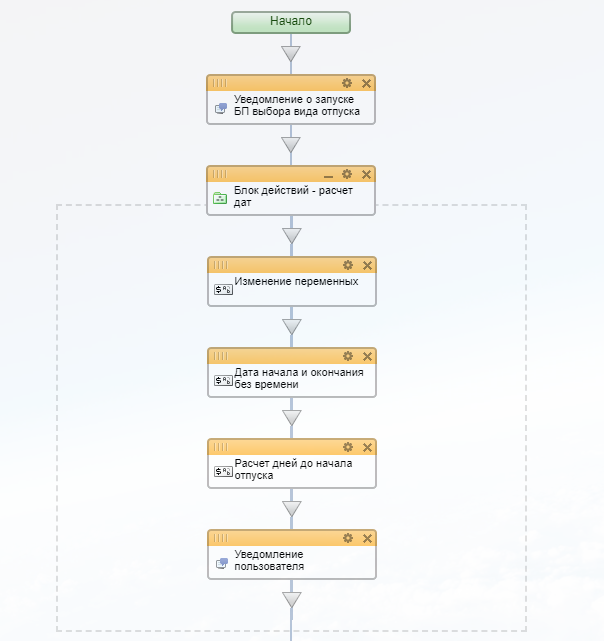 Начало
Уведомление о запуске
БП выбора вида отпуска
Блок действий - расчет
дат
Изменение переменных
Дата начала и окончания
без времени
Расчет дней до начала
отпуска
Уведомление
пользователя